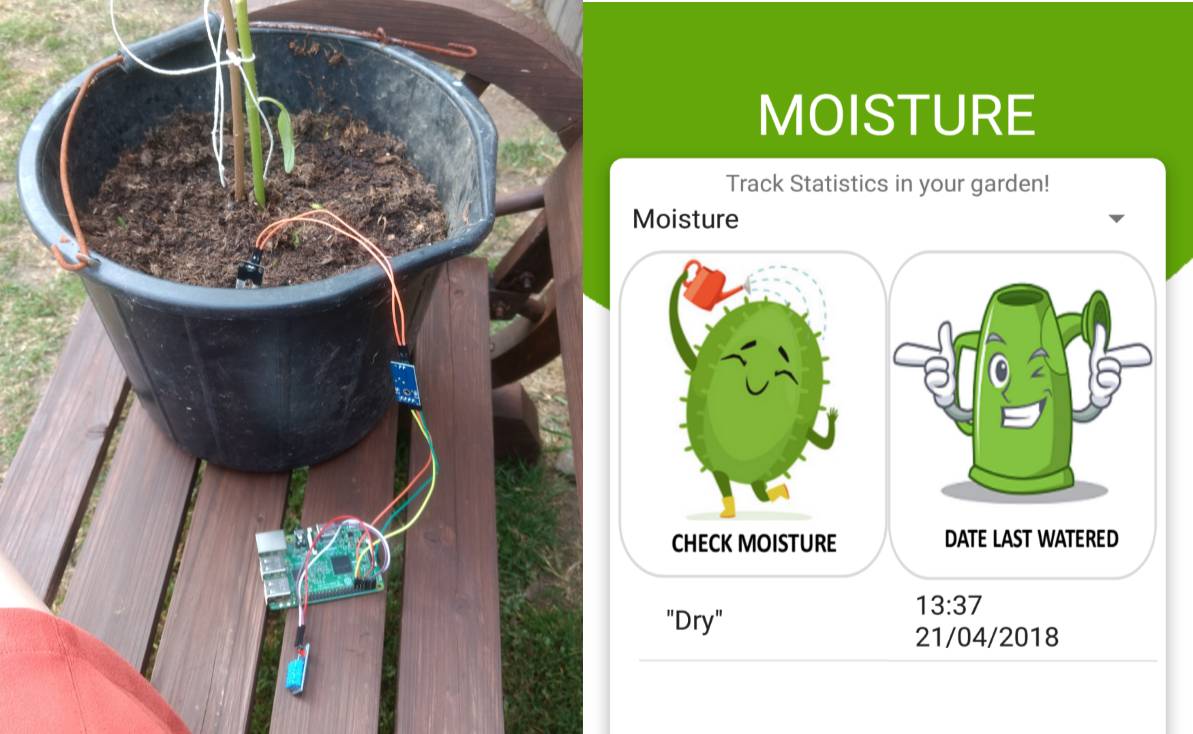 MOISTURE
Track Statistics in your garden!
Moisture
CHECK MOISTURE
DATE LAST WATERED
"Dry"
13:37
21/04/2018